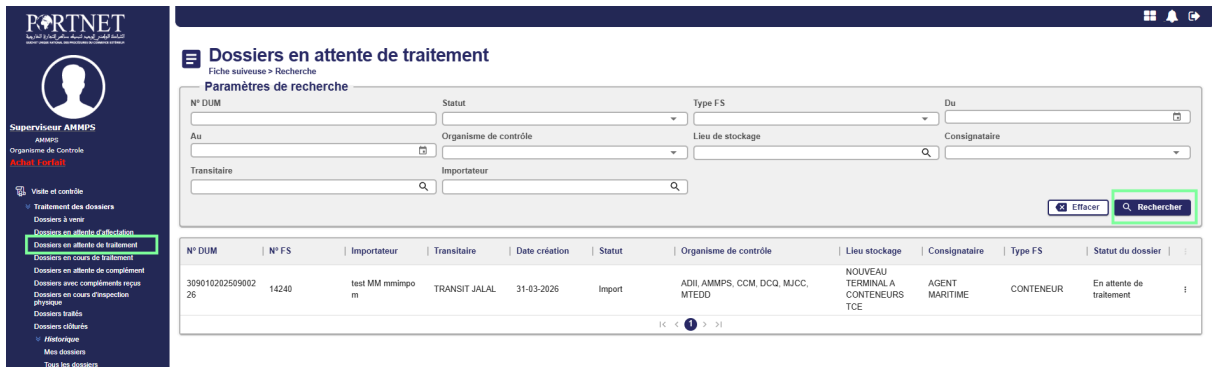 PORTNET
Superviseur AMMPS
AMMPS
Organisme de Controle
Achat Forfait
Visite et contrôle
Traitement des dossiers
Dossiers à venir
Dossiers en attente d'affectation
Dossiers en attente de traitement
Dossiers en cours de traitement
Dossiers en attente de complément
Dossiers avec compléments reçus
Dossiers en cours d'inspection
physique
Dossiers traités
Dossiers clôturés
Historique
Mes dossiers
Tous les dossiers
Dossiers en attente de traitement
Fiche suiveuse > Recherche
Paramètres de recherche
N° DUM Statut Type FS Du
Au Organisme de contrôle Lieu de stockage Consignataire
Transitaire Importateur
Effacer Rechercher
N° DUM N° FS Importateur Transitaire Date création Statut Organisme de contrôle Lieu stockage Consignataire Type FS Statut du dossier
309010202509002
26
14240
test MM mmimpo
m
TRANSIT JALAL
31-03-2026
Import
ADII, AMMPS, CCM, DCQ, MJCC,
MTEDD
NOUVEAU
TERMINAL A
CONTENEURS
TCE
AGENT
MARITIME
CONTENEUR
En attente de
traitement
1